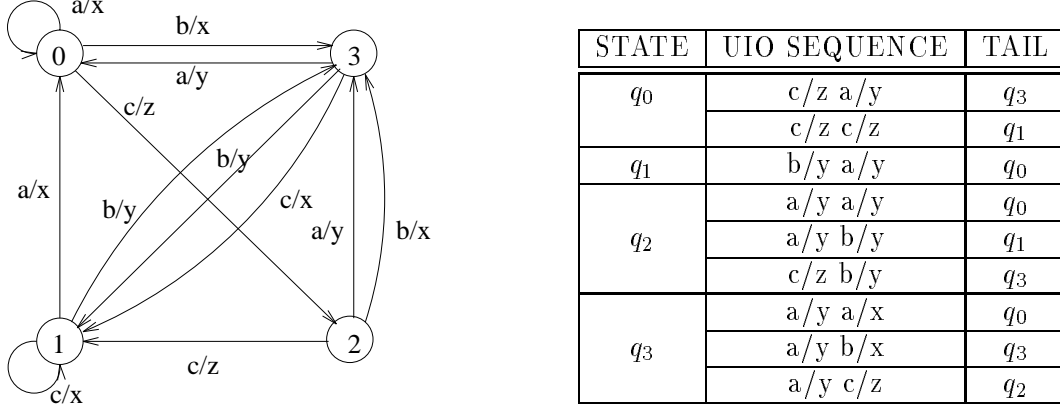 a/x
b/x
0
3
a/y
c/z
b/y
a/x
b/y
c/x
a/y
b/x
1
2
c/z
c/x
STATE UIO SEQUENCE TAIL
q0 c/z a/y q3
c/z c/z q1
q1 b/y a/y q0
a/y a/y q0
q2 a/y b/y q1
c/z b/y q3
a/y a/x q0
q3 a/y b/x q3
a/y c/z q2